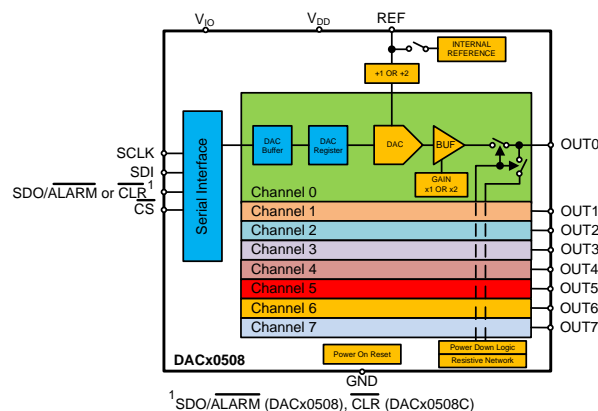 VIO
VDD
REF
INTERNAL
REFERENCE
÷1 OR ÷2
Serial Interface
DAC
Buffer
DAC
Register
DAC
BUF
OUT0
GAIN
x1 OR x2
SCLK
SDI
SDO/ALARM or CLR1
CS
Channel 0
Channel 1
OUT1
Channel 2
OUT2
Channel 3
OUT3
Channel 4
OUT4
Channel 5
OUT5
Channel 6
OUT6
Channel 7
OUT7
DACx0508
Power On Reset
Power Down Logic
Resistive Network
GND
1SDO/ALARM (DACx0508), CLR (DACx0508C)